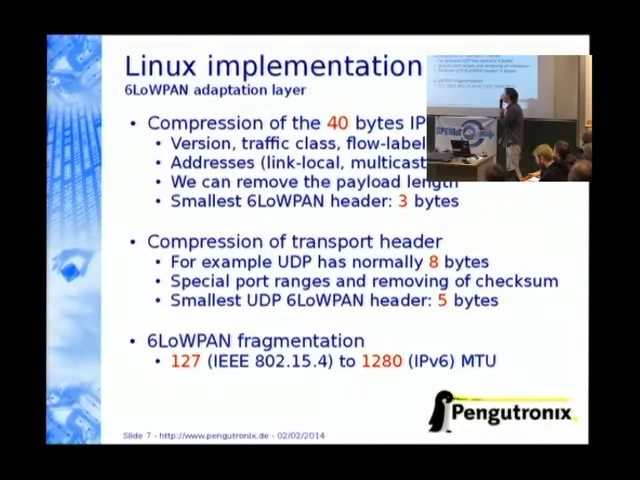 Linux implementation
6LoWPAN adaptation layer
• Compression of the 40 bytes IP
• Version, traffic class, flow-label
• Addresses (link-local, multicast
• We can remove the payload length
• Smallest 6LoWPAN header: 3 bytes
• Compression of transport header
• For example UDP has normally 8 bytes
• Special port ranges and removing of checksum
• Smallest UDP 6LoWPAN header: 5 bytes
• 6LoWPAN fragmentation
• 127 (IEEE 802.15.4) to 1280 (IPv6) MTU
Pengutronix
Slide 7 - http://www.pengutronix.de - 02/02/2014